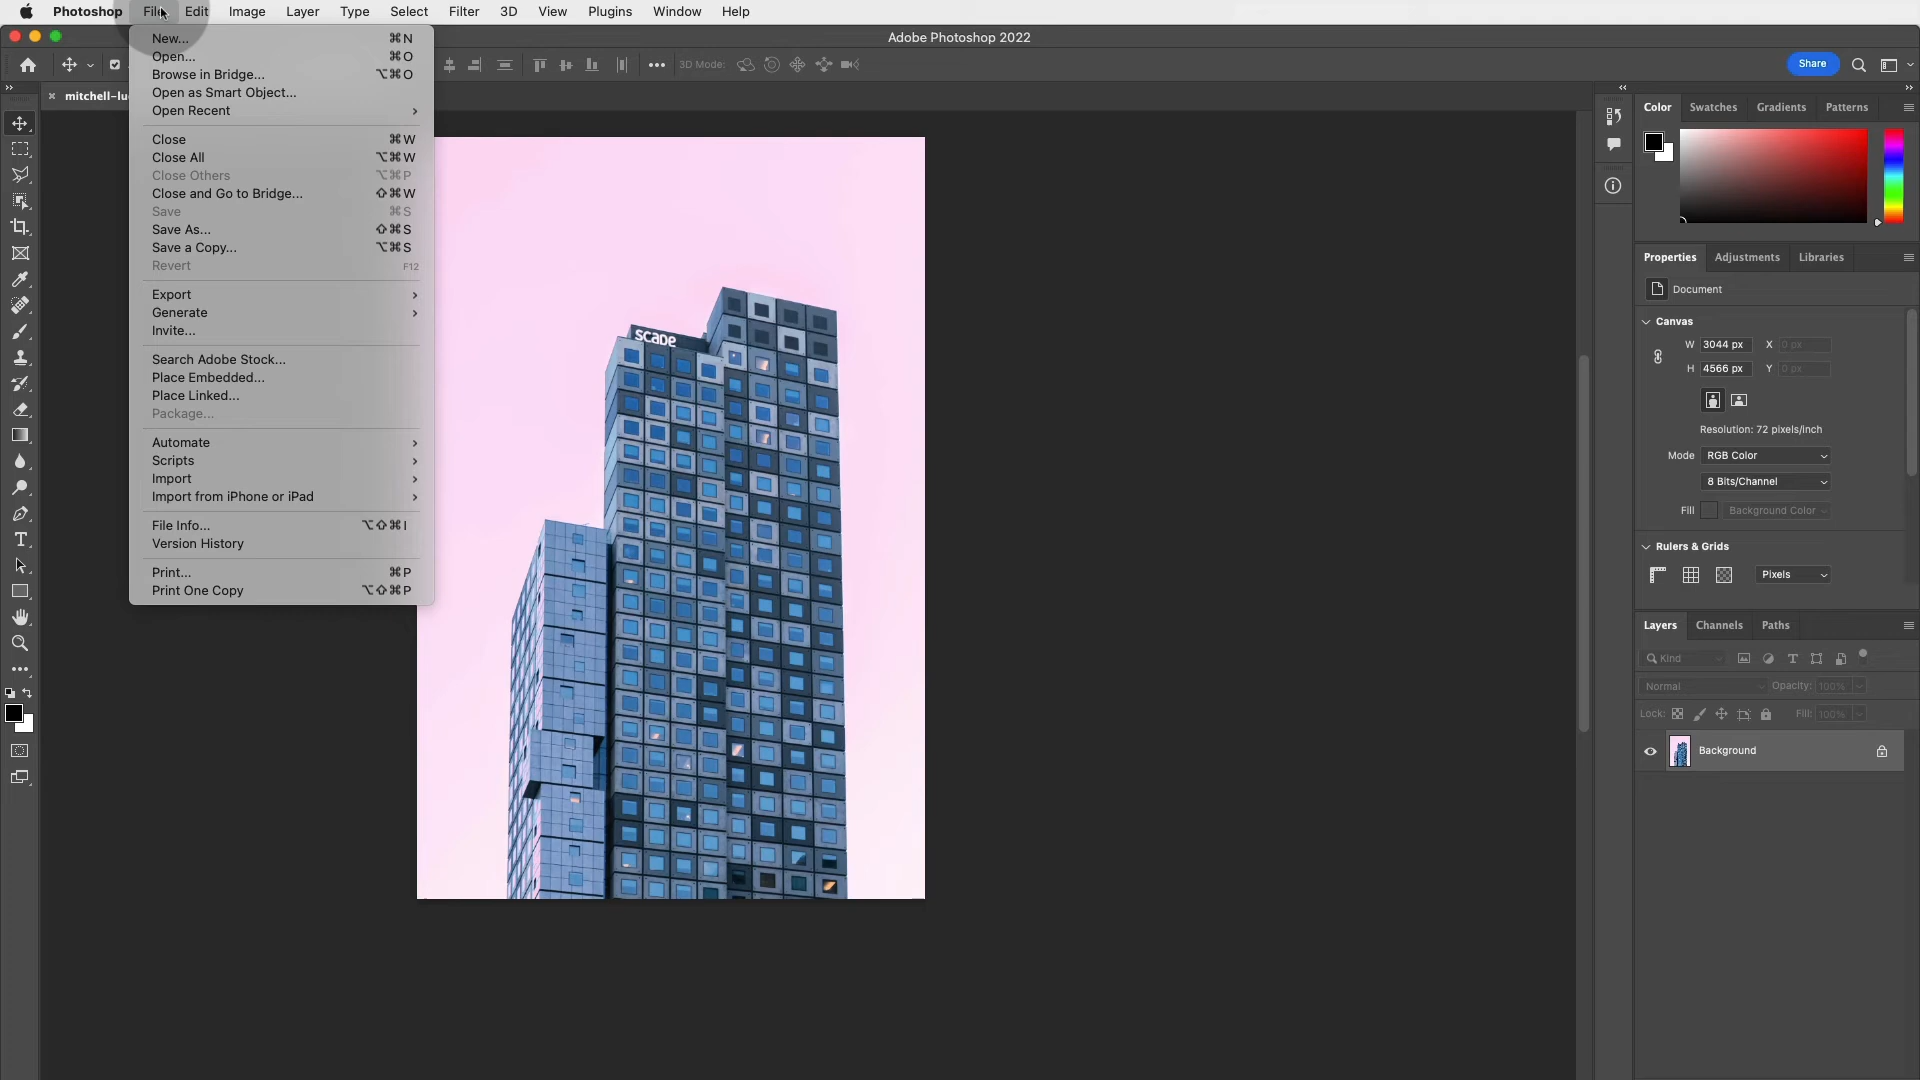 Photoshop File Edit Image Layer Type Select Filter 3D View Plugins Window Help
Adobe Photoshop 2022
3D Mode:
Share
mitchell-lu
New... ⌘N
Open... ⌘O
Browse in Bridge... ⌥⌘O
Open as Smart Object...
Open Recent
Close ⌘W
Close All ⌥⌘W
Close Others ⌥⌘P
Close and Go to Bridge... ⇧⌘W
Save ⌘S
Save As... ⇧⌘S
Save a Copy... ⌥⌘S
Revert F12
Export
Generate
Invite...
Search Adobe Stock...
Place Embedded...
Place Linked...
Package...
Automate
Scripts
Import
Import from iPhone or iPad
File Info... ⌥⇧⌘I
Version History
Print... ⌘P
Print One Copy ⌥⇧⌘P
scape
Color Swatches Gradients Patterns
Properties Adjustments Libraries
Document
Canvas
W 3044 px X 0 px
H 4566 px Y 0 px
Resolution: 72 pixels/inch
Mode RGB Color
8 Bits/Channel
Fill Background Color
Rulers & Grids
Pixels
Layers Channels Paths
Kind
Normal Opacity: 100%
Lock: Fill: 100%
Background